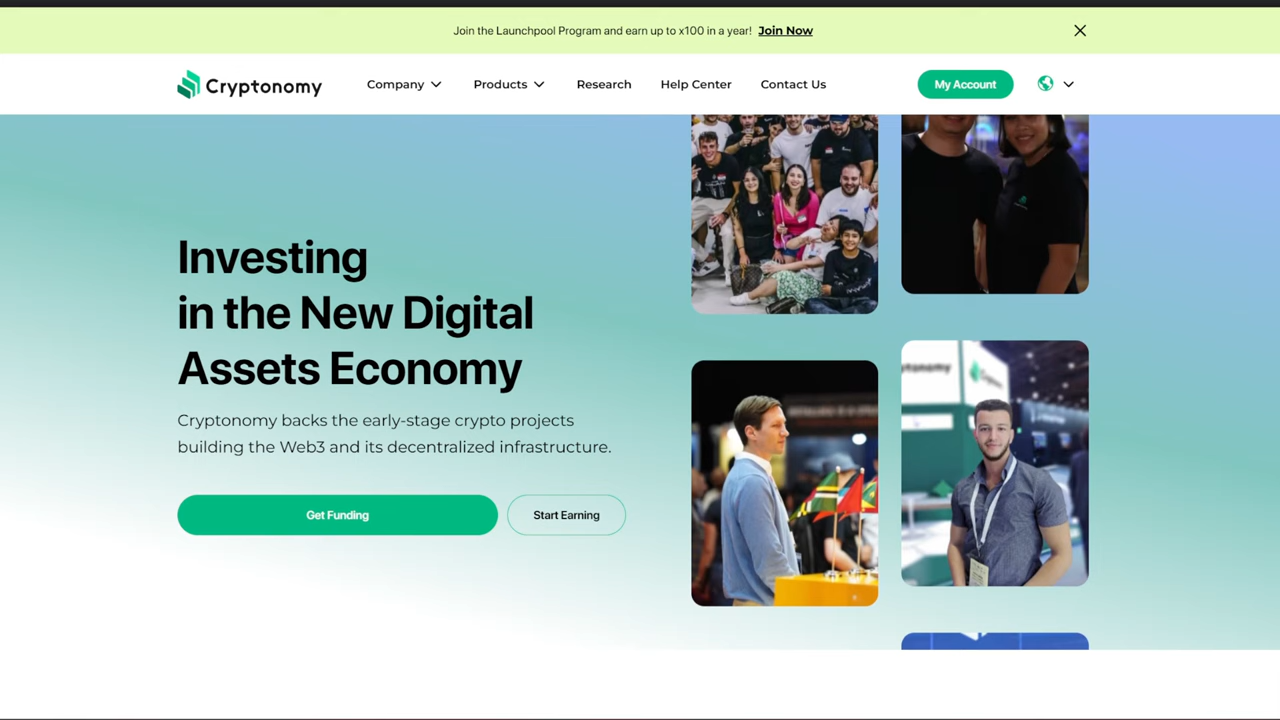 Join the Launchpool Program and earn up to x100 in a year! Join Now
Cryptonomy Company Products Research Help Center Contact Us My Account
Investing
in the New Digital
Assets Economy
Cryptonomy backs the early-stage crypto projects
building the Web3 and its decentralized infrastructure.
Get Funding Start Earning